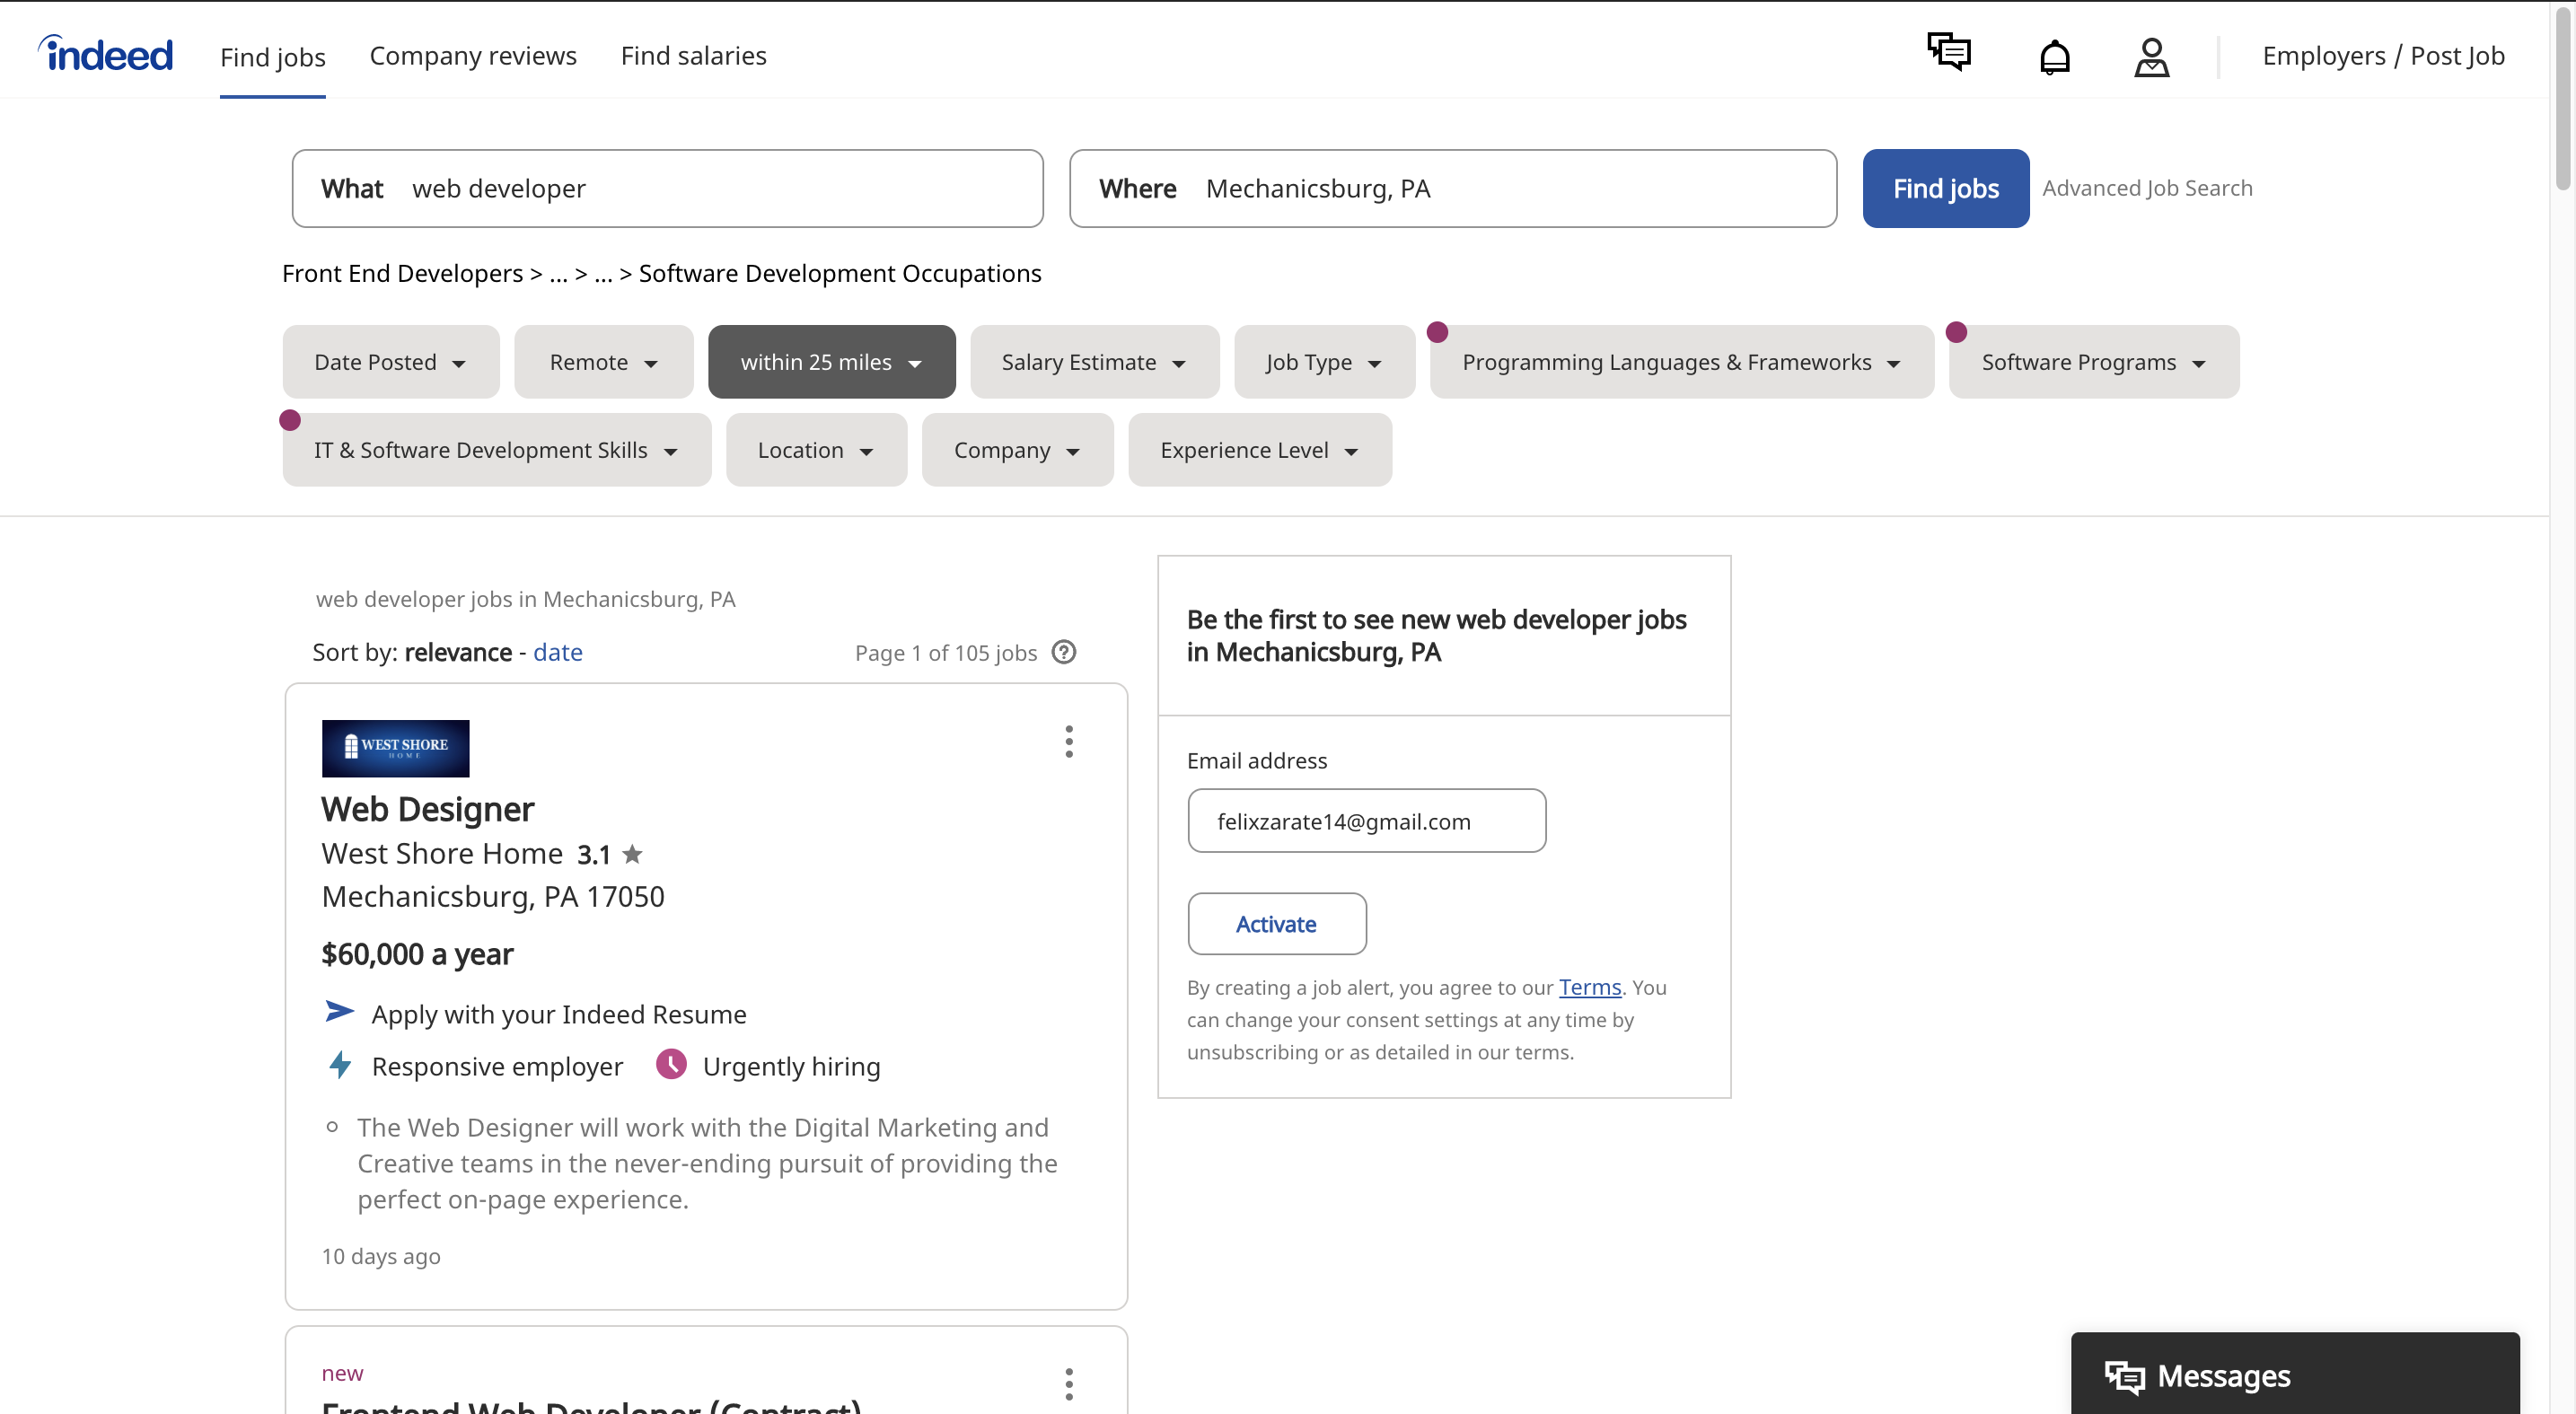 indeed
Find jobs
Company reviews
Find salaries
Employers / Post Job
What web developer
Where Mechanicsburg, PA
Find jobs
Advanced Job Search
Front End Developers > ... > ... > Software Development Occupations
Date Posted
Remote
within 25 miles
Salary Estimate
Job Type
Programming Languages & Frameworks
Software Programs
IT & Software Development Skills
Location
Company
Experience Level
web developer jobs in Mechanicsburg, PA
Sort by: relevance - date
Page 1 of 105 jobs
WEST SHORE
HOME
Web Designer
West Shore Home 3.1
Mechanicsburg, PA 17050
$60,000 a year
Apply with your Indeed Resume
Responsive employer
Urgently hiring
The Web Designer will work with the Digital Marketing and
Creative teams in the never-ending pursuit of providing the
perfect on-page experience.
10 days ago
new
Frontend Web Developer (Contract)
Be the first to see new web developer jobs
in Mechanicsburg, PA
Email address
felixzarate14@gmail.com
Activate
By creating a job alert, you agree to our Terms. You
can change your consent settings at any time by
unsubscribing or as detailed in our terms.
Messages